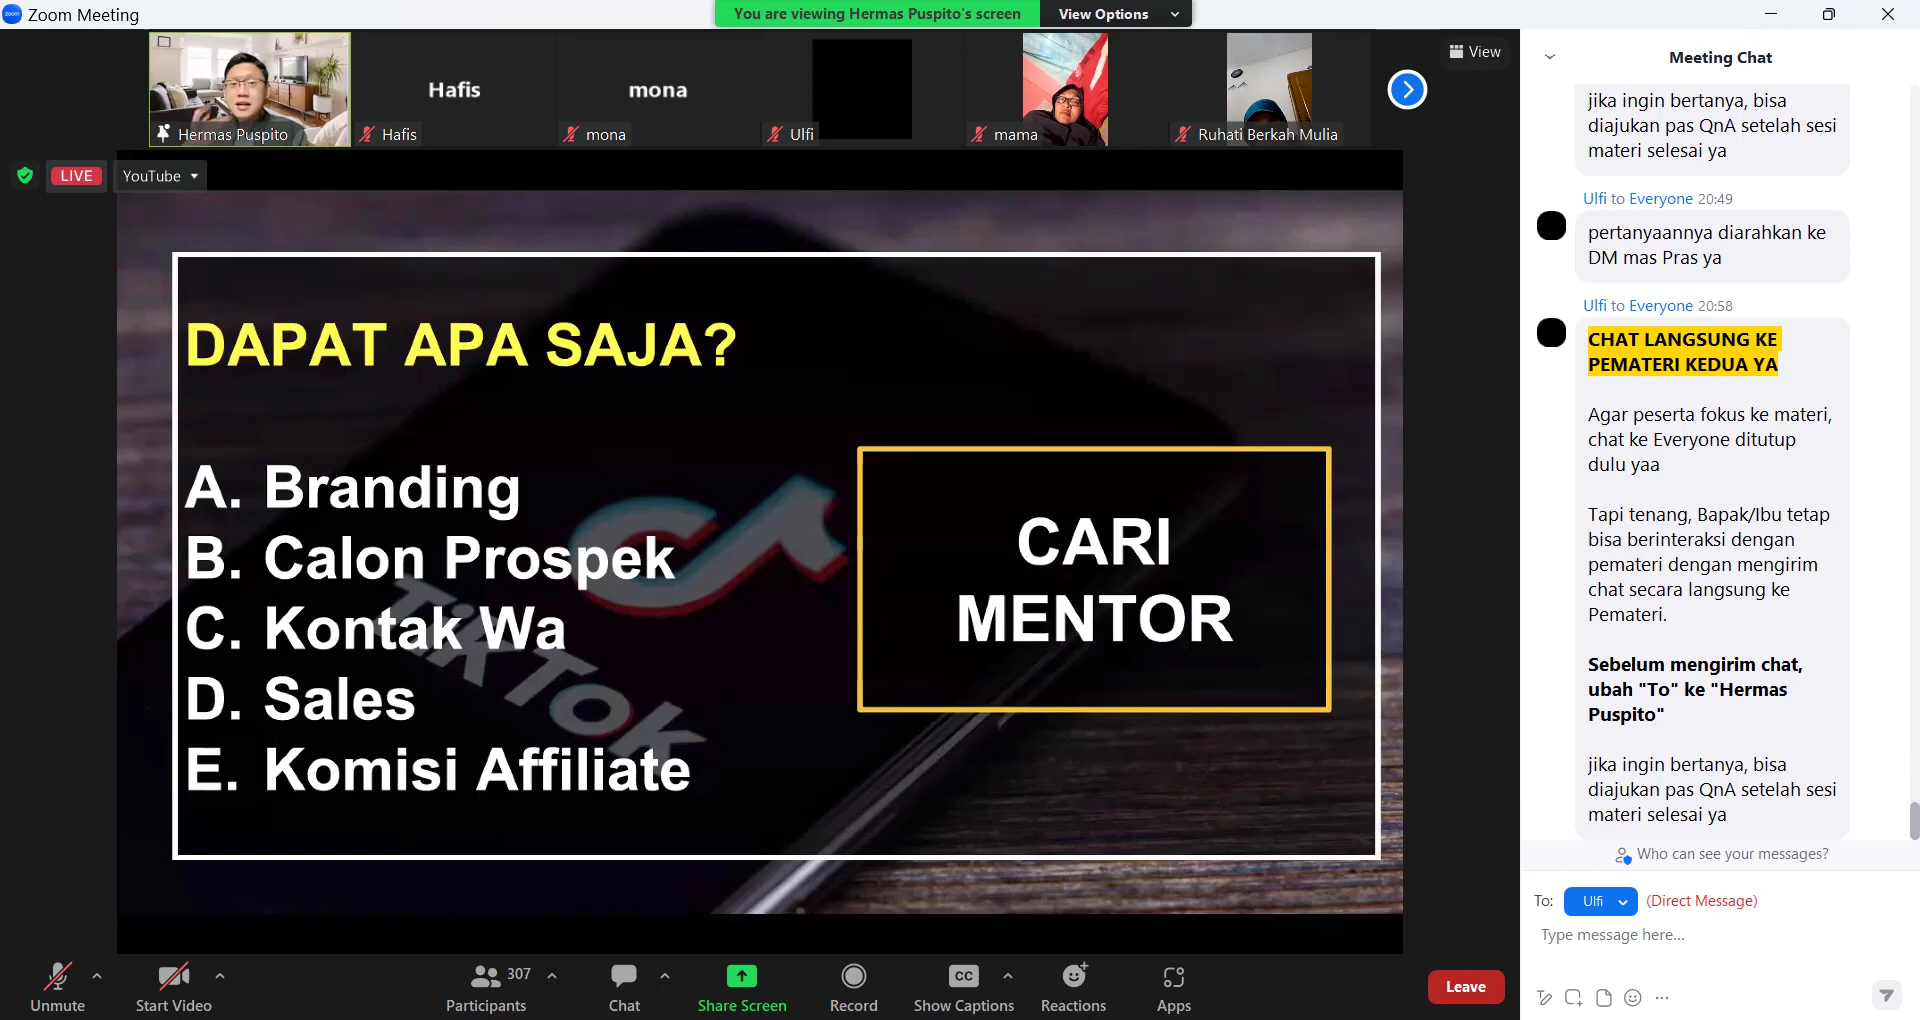 Zoom Meeting
You are viewing Hermas Puspito's screen
View Options
Hermas Puspito
Hafis
Hafis
mona
mona
Ulfi
mama
Ruhati Berkah Mulia
View
LIVE
YouTube
DAPAT APA SAJA?
A. Branding
B. Calon Prospek
C. Kontak Wa
D. Sales
E. Komisi Affiliate
TikTok
CARI
MENTOR
Unmute
Start Video
307
Participants
Chat
Share Screen
Record
CC
Show Captions
Reactions
Apps
Leave
Meeting Chat
jika ingin bertanya, bisa
diajukan pas QnA setelah sesi
materi selesai ya
Ulfi to Everyone 20:49
pertanyaannya diarahkan ke
DM mas Pras ya
Ulfi to Everyone 20:58
CHAT LANGSUNG KE
PEMATERI KEDUA YA
Agar peserta fokus ke materi,
chat ke Everyone ditutup
dulu yaa
Tapi tenang, Bapak/Ibu tetap
bisa berinteraksi dengan
pemateri dengan mengirim
chat secara langsung ke
Pemateri.
Sebelum mengirim chat,
ubah "To" ke "Hermas
Puspito"
jika ingin bertanya, bisa
diajukan pas QnA setelah sesi
materi selesai ya
Who can see your messages?
To: Ulfi (Direct Message)
Type message here...